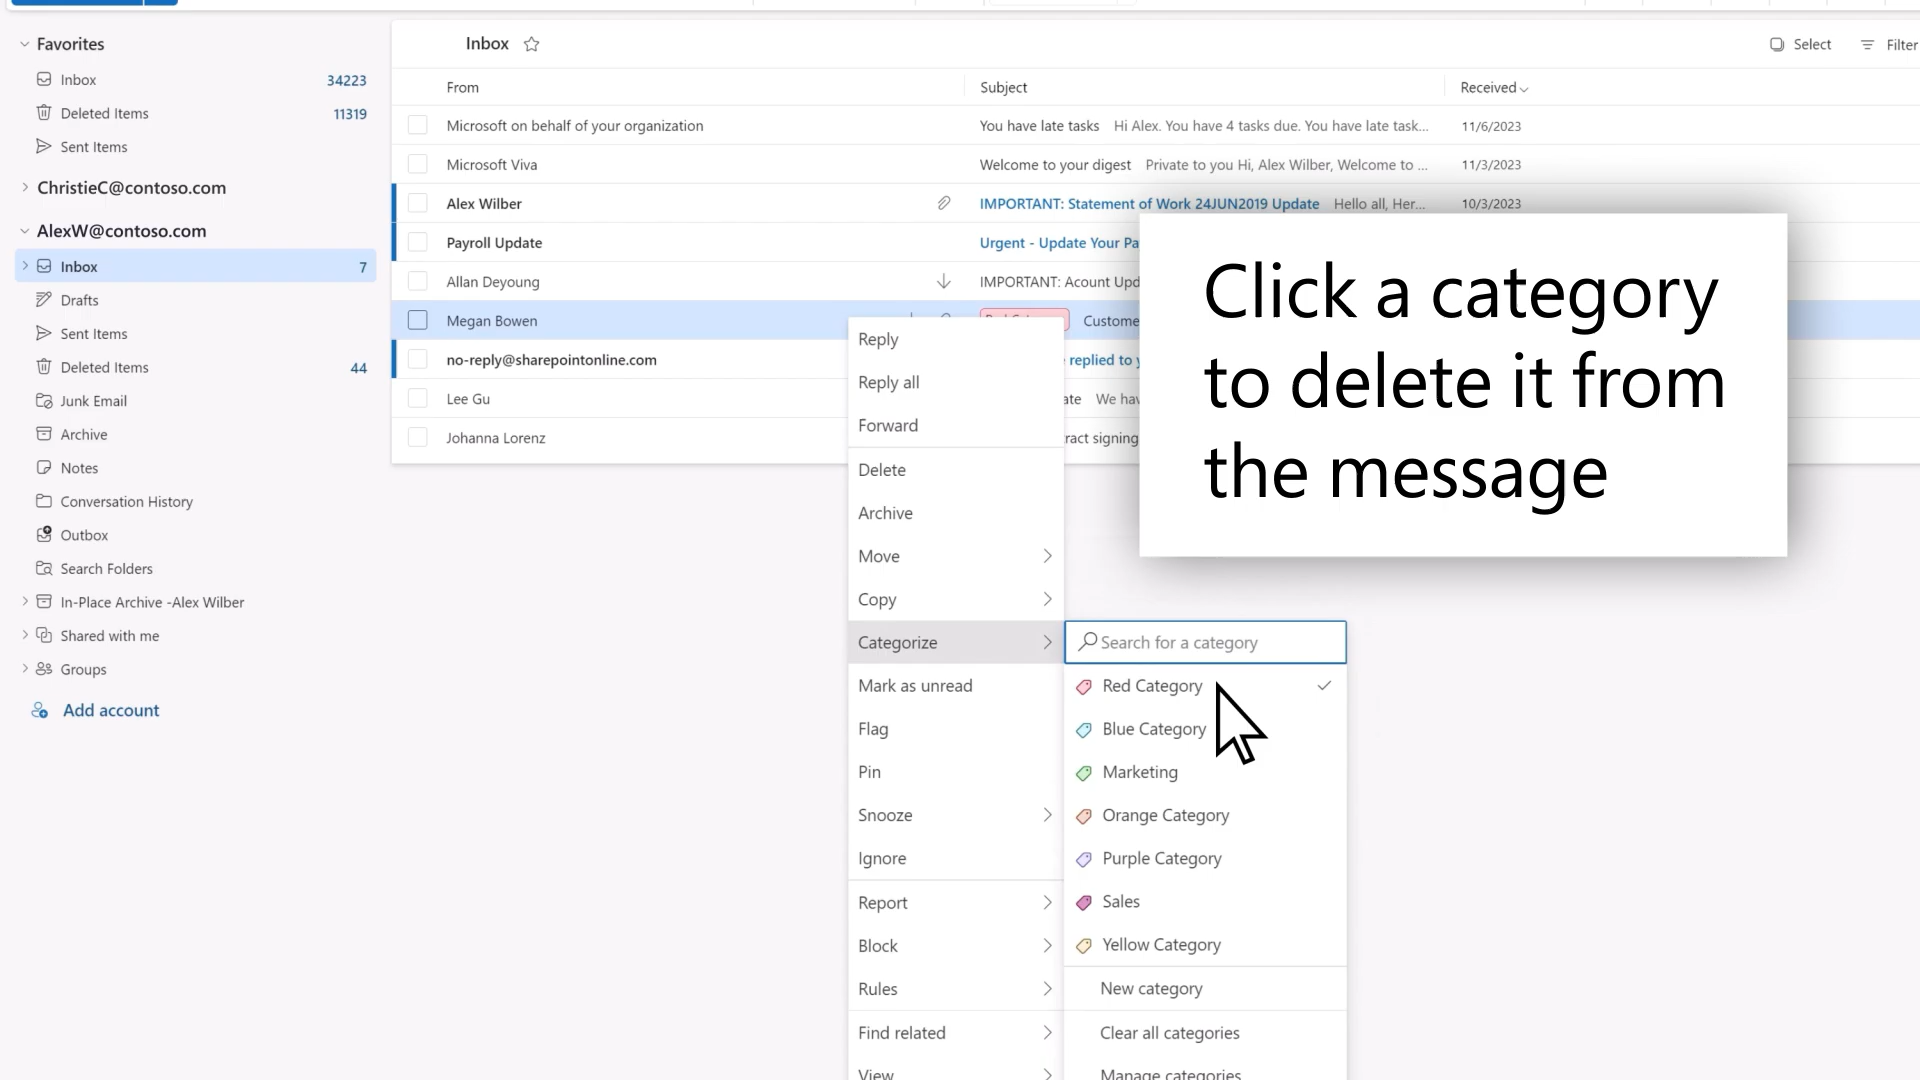 Favorites
Inbox 34223
Deleted Items 11319
Sent Items
ChristieC@contoso.com
AlexW@contoso.com
Inbox 7
Drafts
Sent Items
Deleted Items 44
Junk Email
Archive
Notes
Conversation History
Outbox
Search Folders
In-Place Archive -Alex Wilber
Shared with me
Groups
Add account
Inbox
Select
Filter
From Subject Received
Microsoft on behalf of your organization You have late tasks Hi Alex. You have 4 tasks due. You have late task... 11/6/2023
Microsoft Viva Welcome to your digest Private to you Hi, Alex Wilber, Welcome to ... 11/3/2023
Alex Wilber IMPORTANT: Statement of Work 24JUN2019 Update Hello all, Her... 10/3/2023
Payroll Update Urgent - Update Your Pa
Allan Deyoung IMPORTANT: Acount Upd
Megan Bowen Custome
no-reply@sharepointonline.com replied to y
Lee Gu ate We hav
Johanna Lorenz ract signing
Click a category
to delete it from
the message
Reply
Reply all
Forward
Delete
Archive
Move
Copy
Categorize
Mark as unread
Flag
Pin
Snooze
Ignore
Report
Block
Rules
Find related
View
Search for a category
Red Category
Blue Category
Marketing
Orange Category
Purple Category
Sales
Yellow Category
New category
Clear all categories
Manage categories